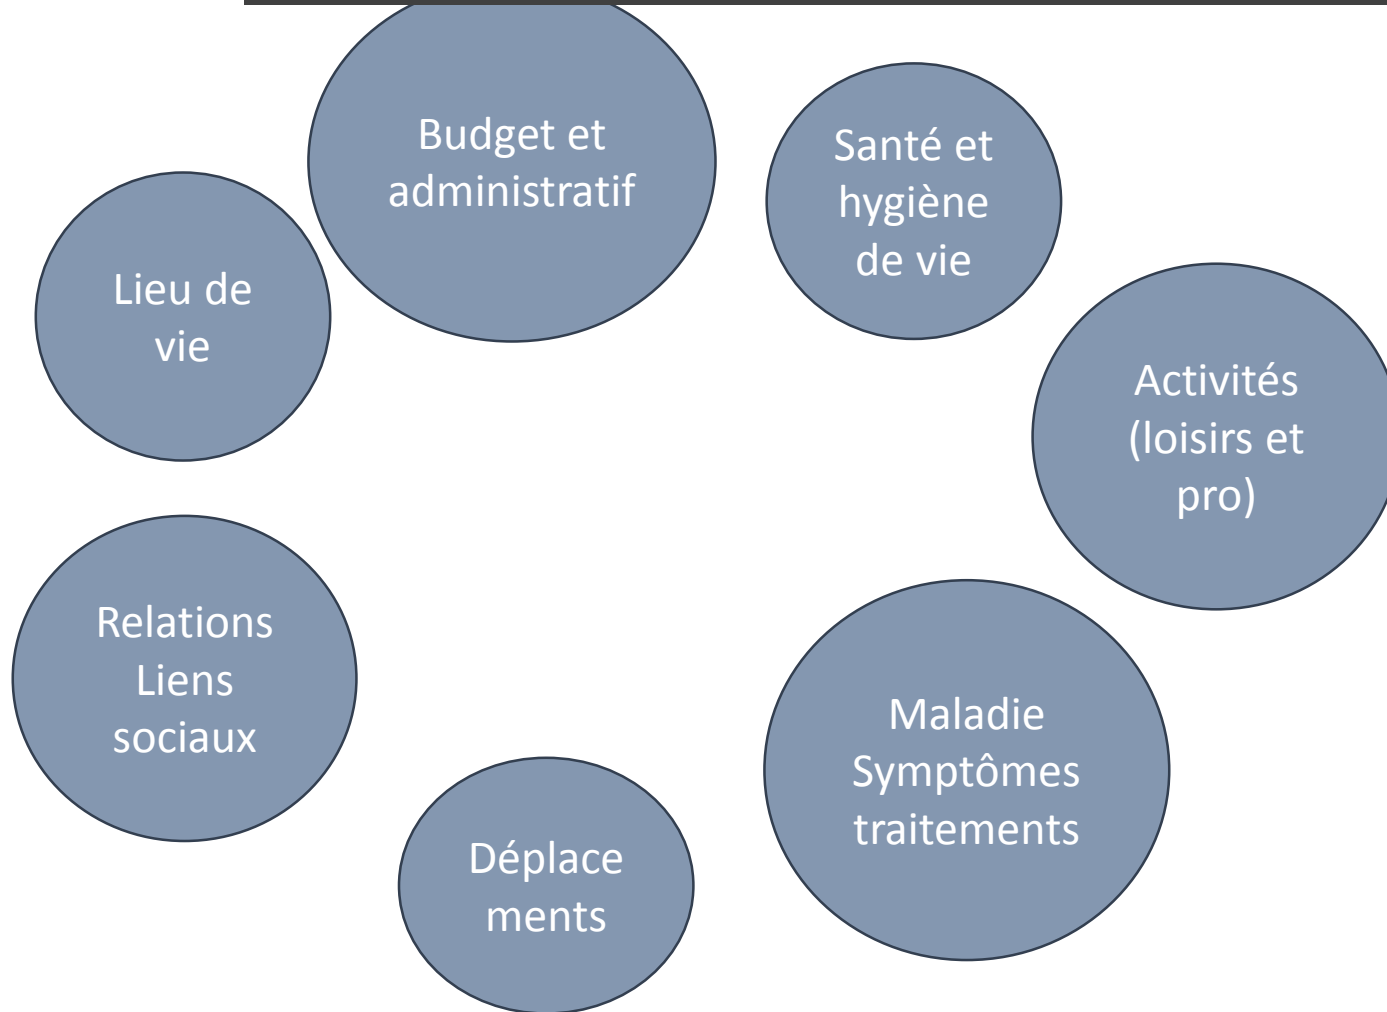 Budget et
administratif
Santé et
hygiène
de vie
Lieu de
vie
Activités
(loisirs et
pro)
Relations
Liens
sociaux
Maladie
Symptômes
traitements
Déplace
ments